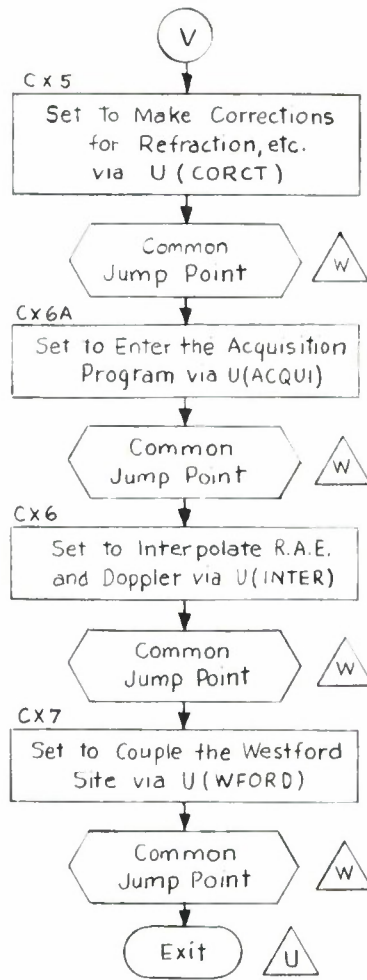 V
CX5
Set to Make Corrections
for Refraction, etc.
via U (CORCT)
Common
Jump Point
W
CX6A
Set to Enter the Acquisition
Program via U(ACQUI)
Common
Jump Point
W
CX6
Set to Interpolate R.A.E.
and Doppler via U(INTER)
Common
Jump Point
W
CX7
Set to Couple the Westford
Site via U (WFORD)
Common
Jump Point
W
Exit
U